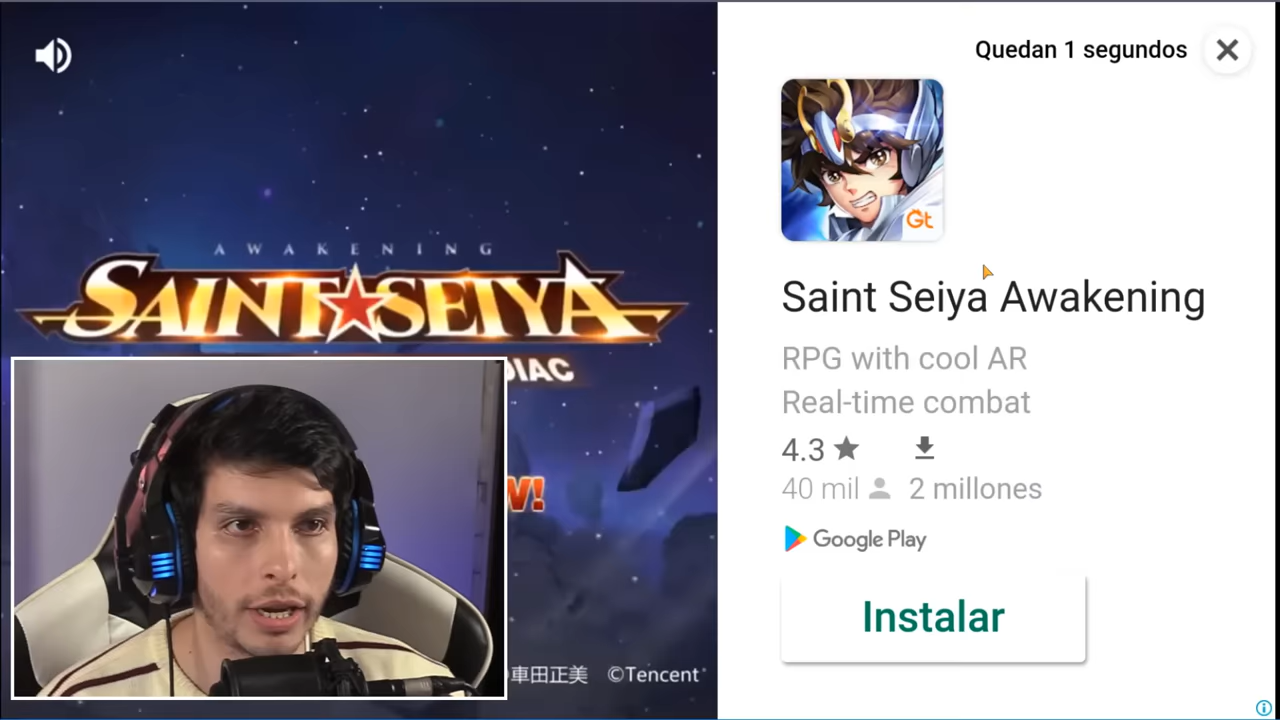 Quedan 1 segundos
AWAKENING
SAINT SEIYA
DIAC
W!
車田正美 ©Tencent
Gt
Saint Seiya Awakening
RPG with cool AR
Real-time combat
4.3
40 mil 2 millones
Google Play
Instalar